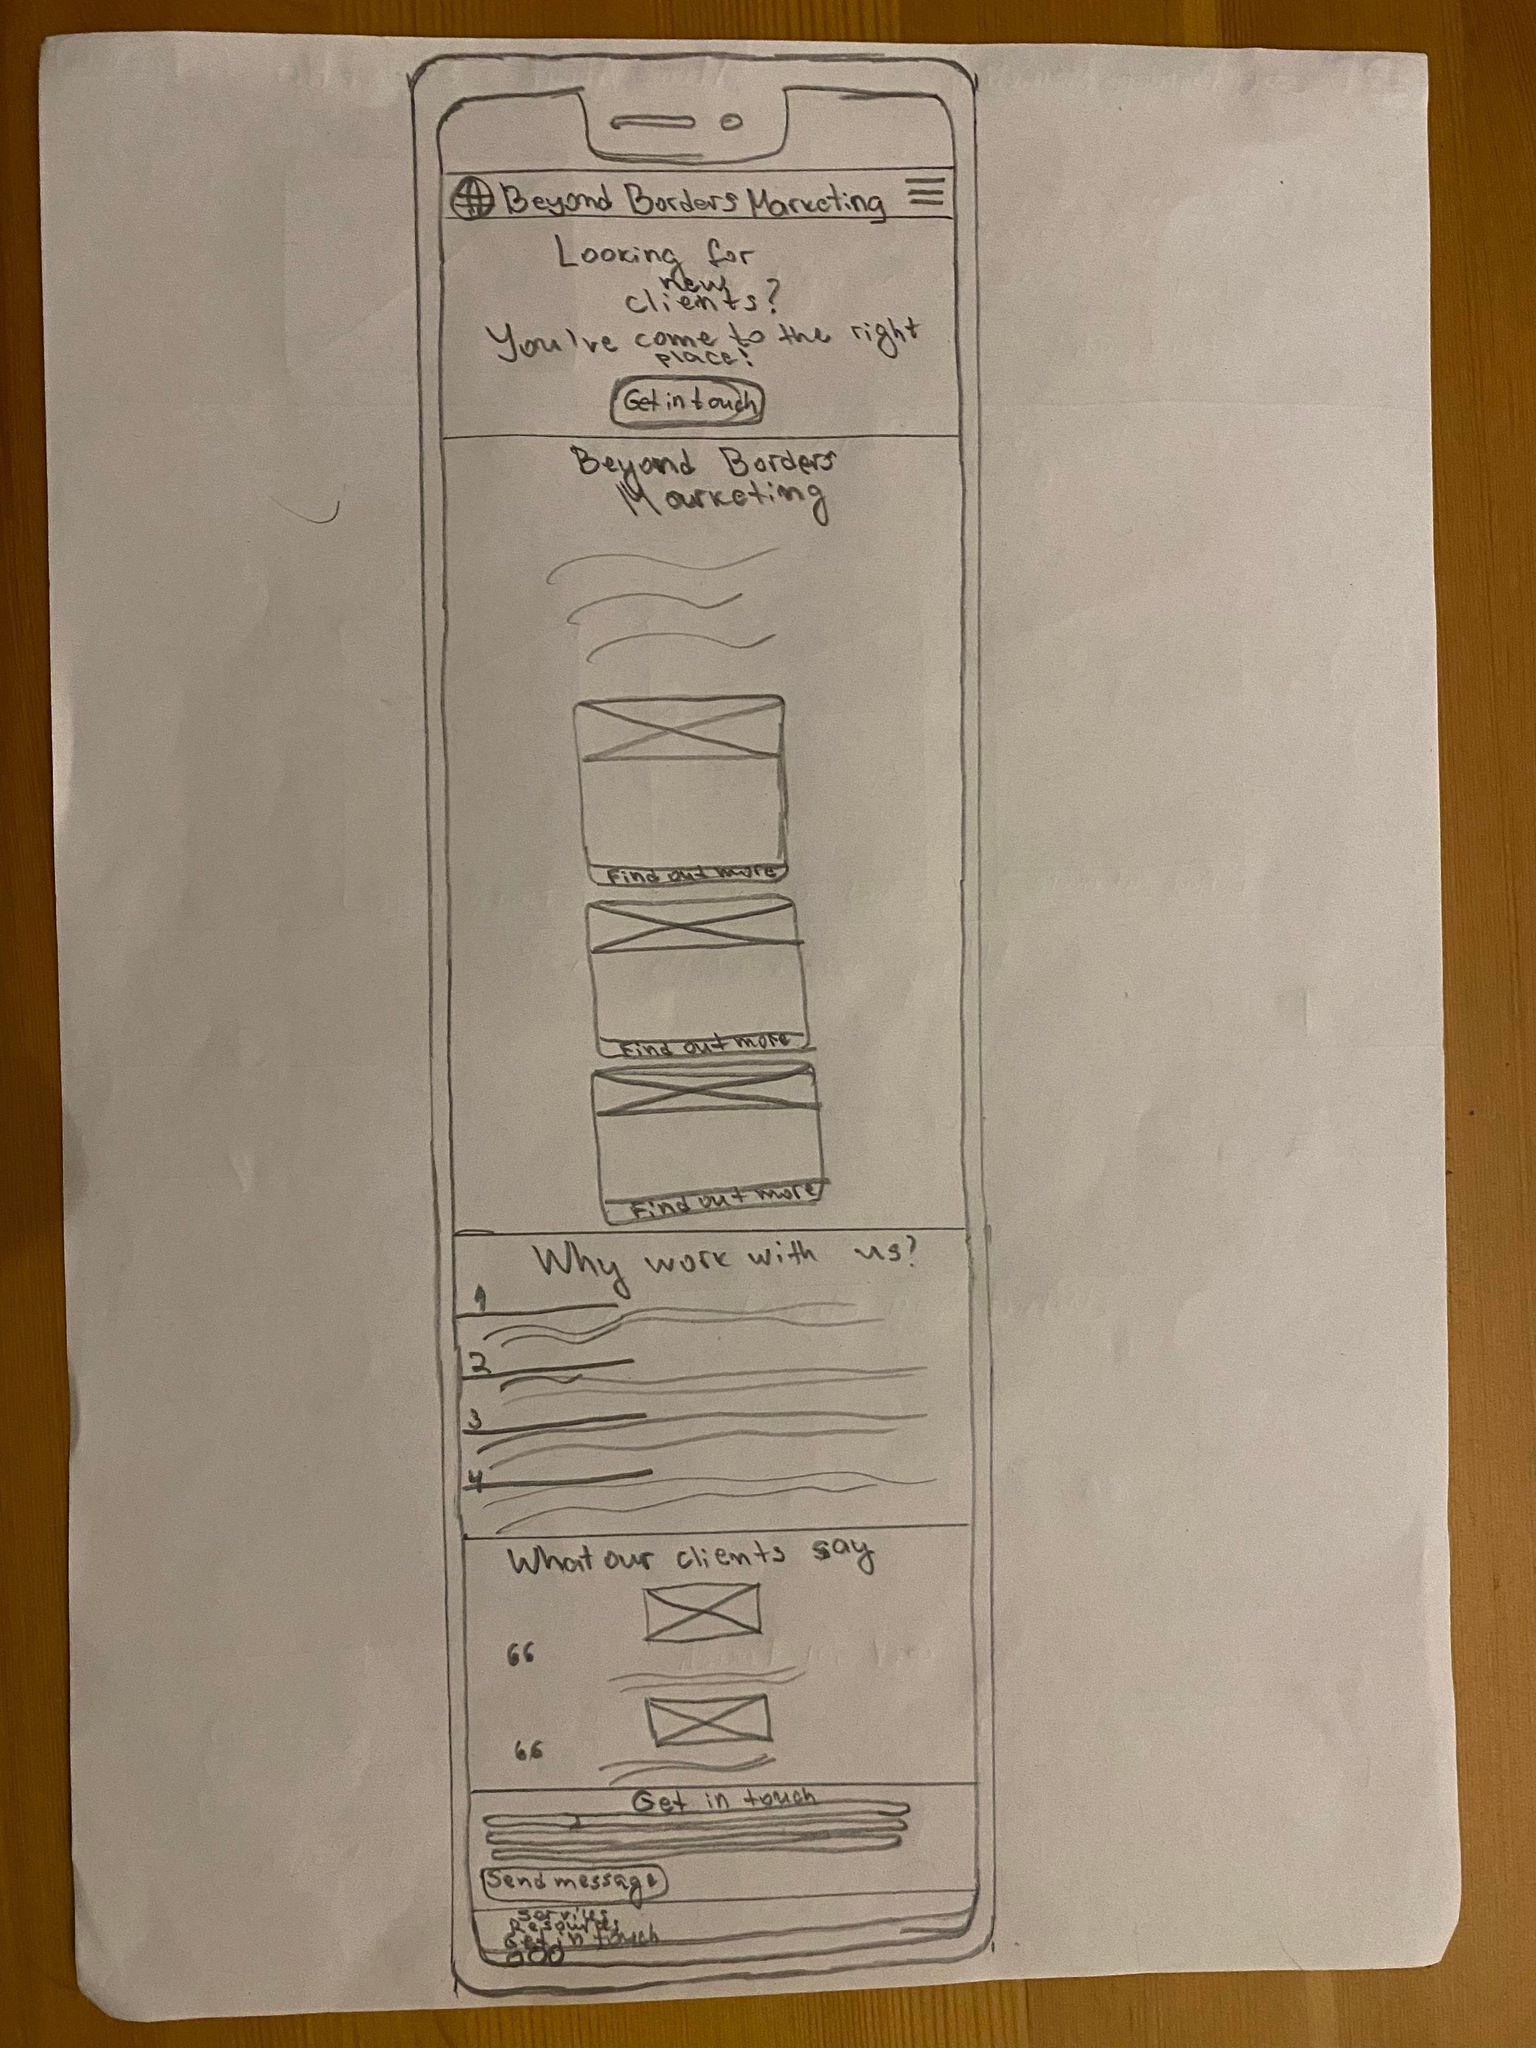 Beyond Borders Marketing
Looking for
new
clients?
You've come to the right
place!
Get in touch
Beyond Borders
Marketing
Find out more
Find out more
Find out more
Why work with us?
1
2
3
4
What our clients say
“
“
Get in touch
Send message
Services
Resources
Get in touch